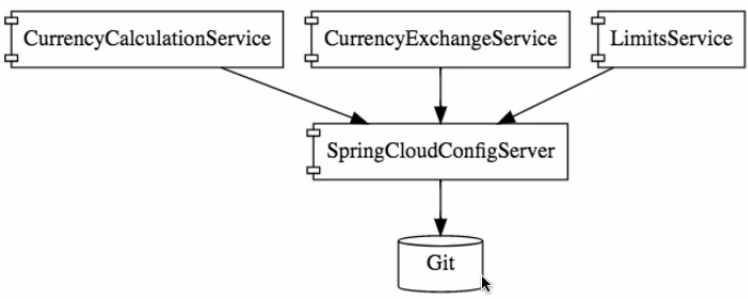 CurrencyCalculationService
CurrencyExchangeService
LimitsService
SpringCloudConfigServer
Git